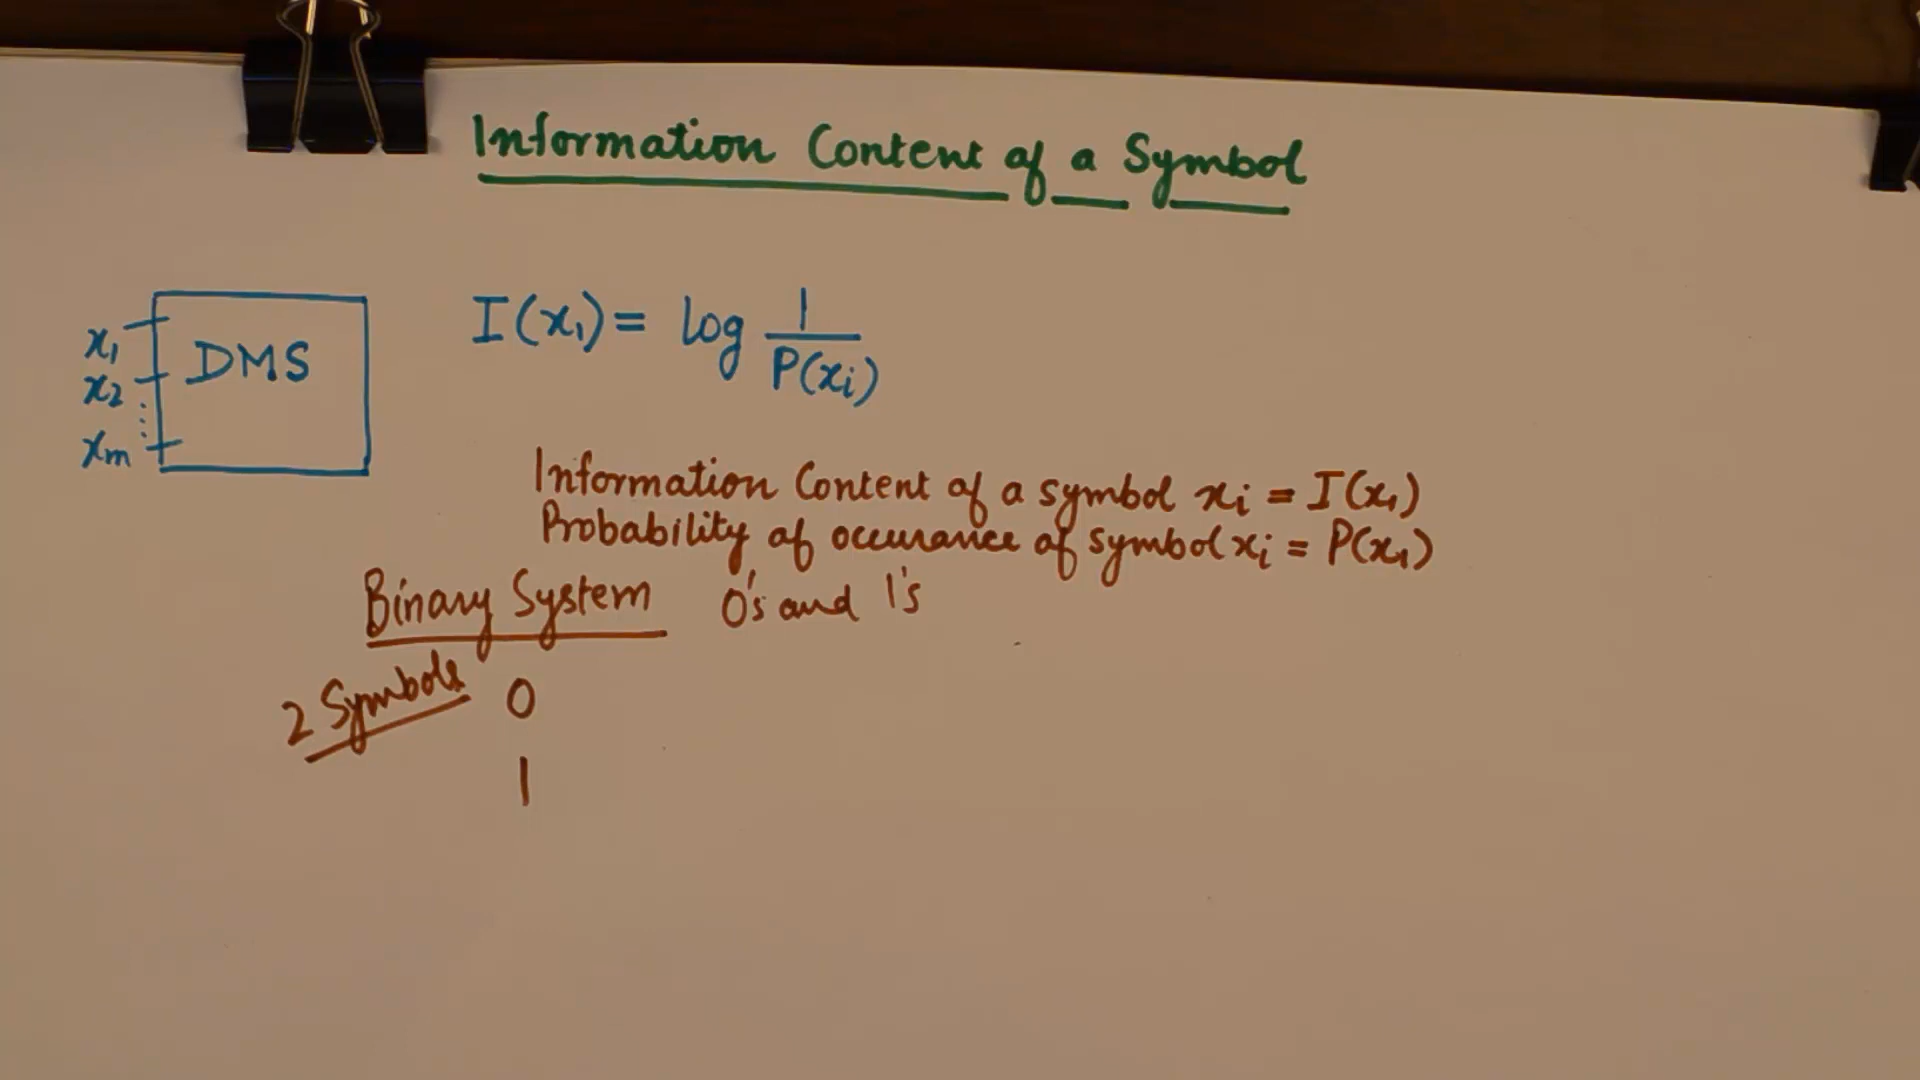 Information Content of a Symbol
x1
x2
xm
DMS
I(x1) = log 1/P(xi)
Information Content of a symbol xi = I(x1)
Probability of occurance of symbol xi = P(x1)
Binary System 0's and 1's
2 Symbols 0
1